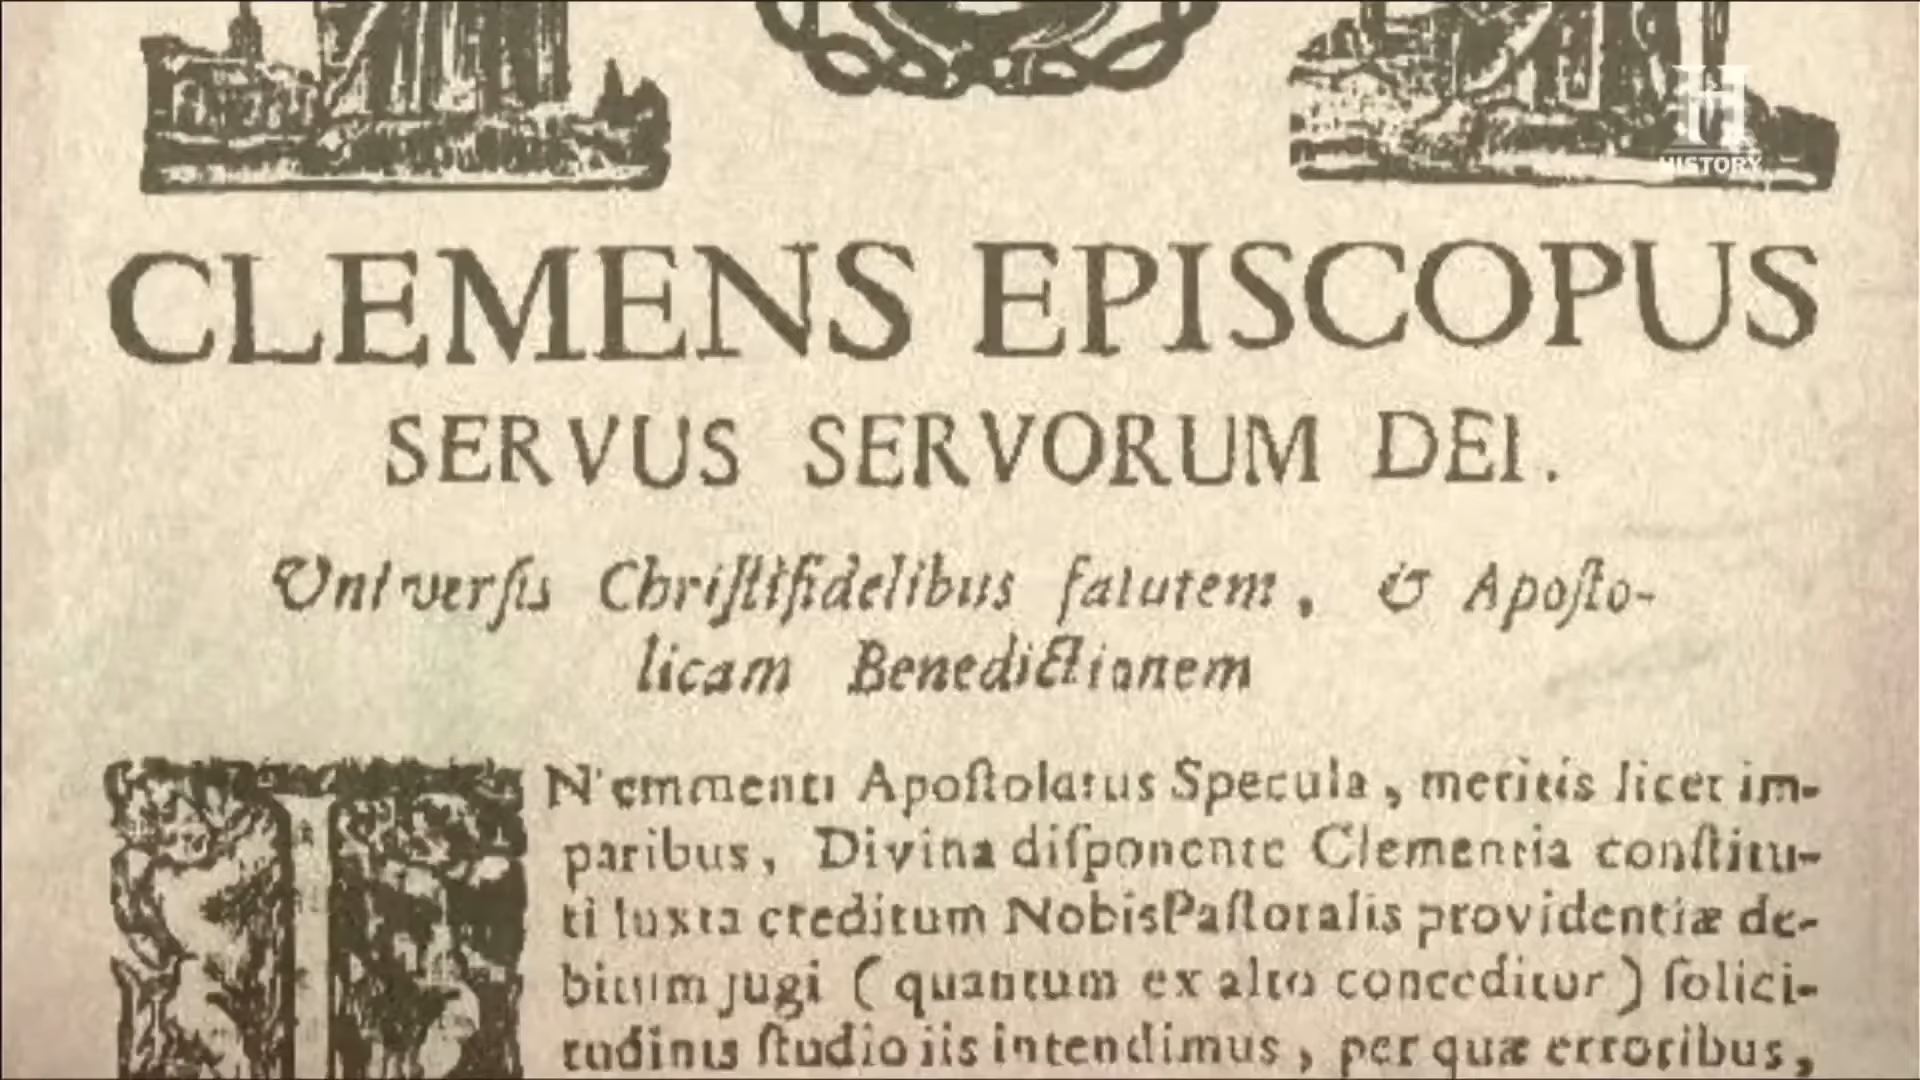 HISTORY
CLEMENS EPISCOPUS
SERVUS SERVORUM DEI.
Universis Chriſtifidelibus ſalutem, & Apoſto-
licam Benedictionem
IN eminenti Apoſtolatus Specula, meritis licet im-
paribus, Divina diſponente Clementia conſtitu-
ti Iuxta creditum Nobis Paſtoralis providentiæ de-
bitum jugi ( quantum ex alto conceditur ) ſolici-
tudinis ſtudio iis intendimus, per quæ erroribus,